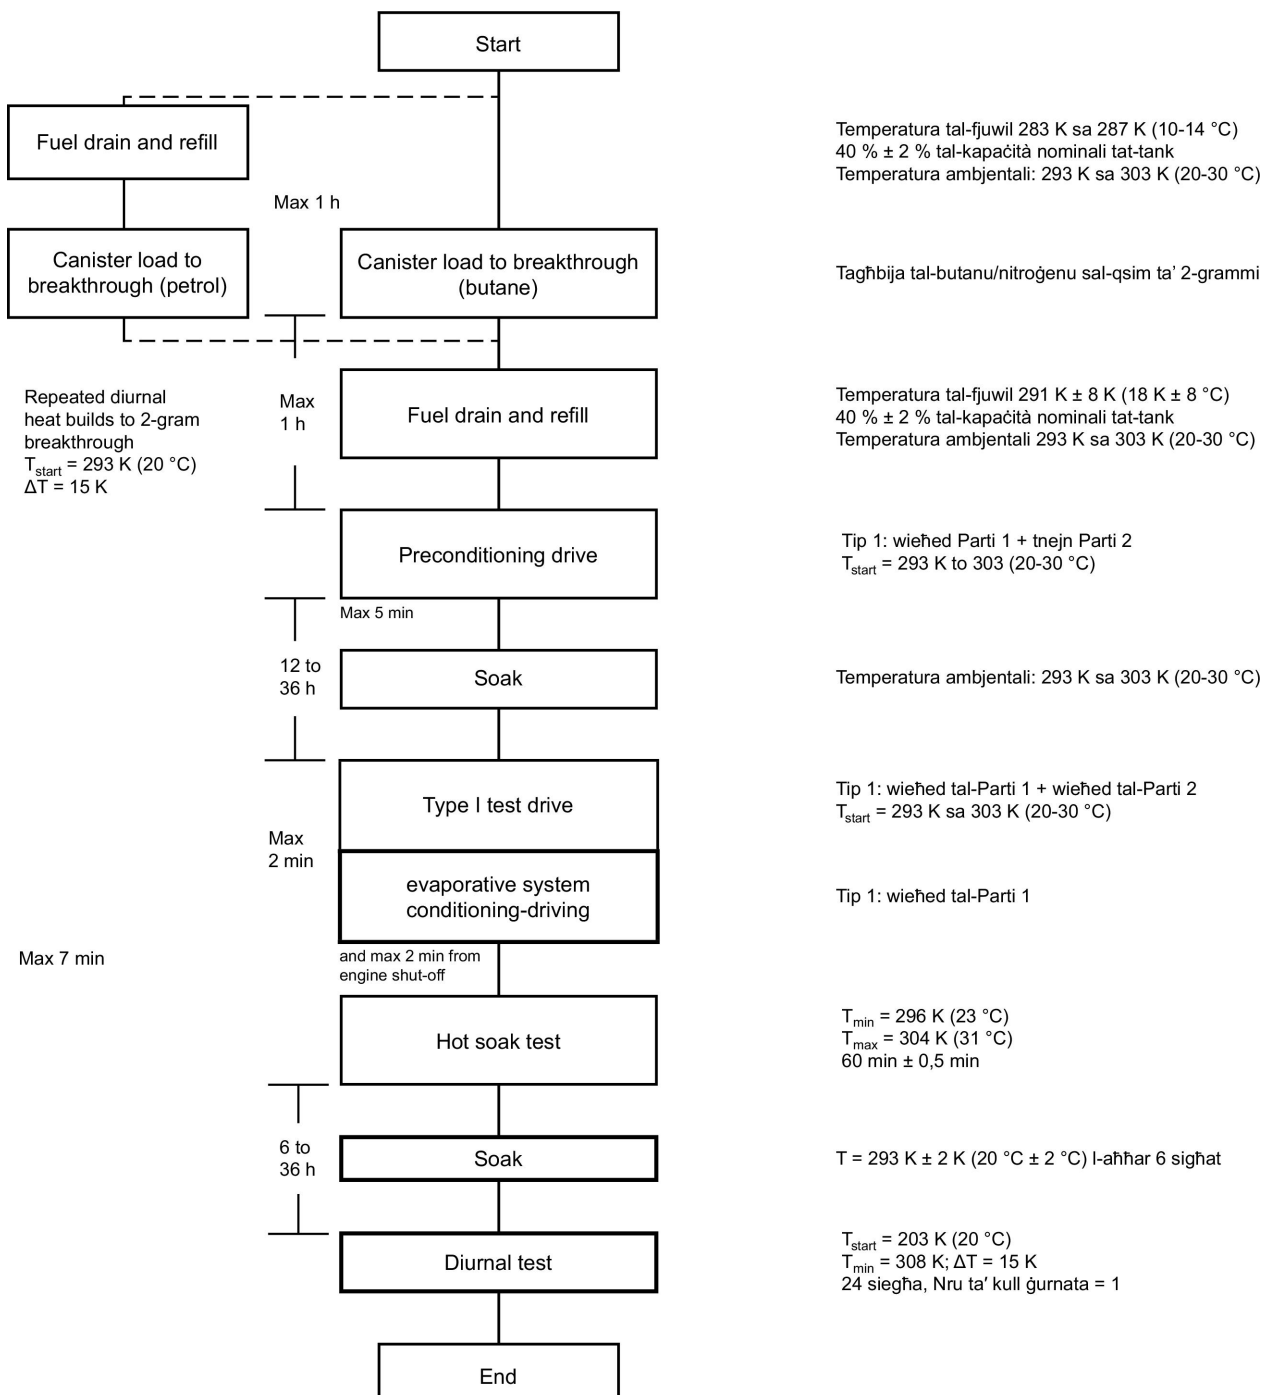 Start
Fuel drain and refill
Temperatura tal-fjuwil 283 K sa 287 K (10-14 °C)
40 % ± 2 % tal-kapaċità nominali tat-tank
Temperatura ambjentali: 293 K sa 303 K (20-30 °C)
Max 1 h
Canister load to
breakthrough (petrol)
Canister load to breakthrough
(butane)
Tagħbija tal-butanu/nitroġenu sal-qsim ta’ 2-grammi
Repeated diurnal
heat builds to 2-gram
breakthrough
Tstart = 293 K (20 °C)
ΔT = 15 K
Max
1 h
Fuel drain and refill
Temperatura tal-fjuwil 291 K ± 8 K (18 K ± 8 °C)
40 % ± 2 % tal-kapaċità nominali tat-tank
Temperatura ambjentali 293 K sa 303 K (20-30 °C)
Preconditioning drive
Tip 1: wieħed Parti 1 + tnejn Parti 2
Tstart = 293 K to 303 (20-30 °C)
Max 5 min
12 to
36 h
Soak
Temperatura ambjentali: 293 K sa 303 K (20-30 °C)
Type I test drive
Tip 1: wieħed tal-Parti 1 + wieħed tal-Parti 2
Tstart = 293 K sa 303 K (20-30 °C)
Max
2 min
evaporative system
conditioning-driving
Tip 1: wieħed tal-Parti 1
Max 7 min
and max 2 min from
engine shut-off
Hot soak test
Tmin = 296 K (23 °C)
Tmax = 304 K (31 °C)
60 min ± 0,5 min
6 to
36 h
Soak
T = 293 K ± 2 K (20 °C ± 2 °C) l-aħħar 6 sigħat
Diurnal test
Tstart = 203 K (20 °C)
Tmin = 308 K; ΔT = 15 K
24 siegħa, Nru ta′ kull ġurnata = 1
End